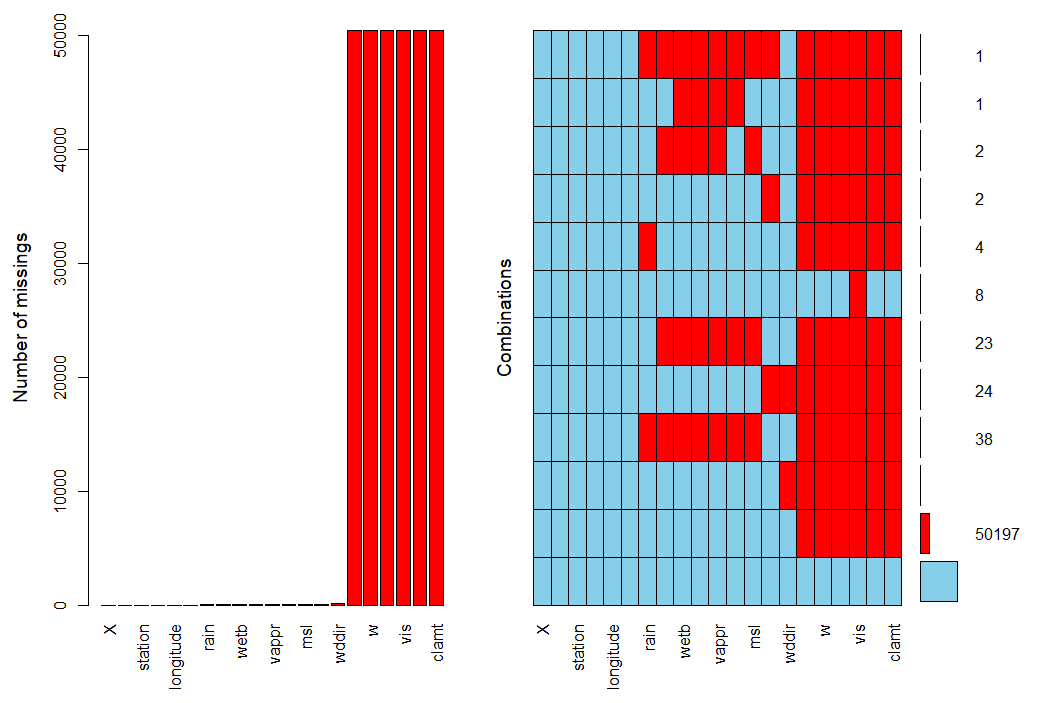 Number of missings
0
10000
20000
30000
40000
50000
X
station
longitude
rain
wetb
vappr
msl
wddir
w
vis
clamt
Combinations
1
1
2
2
4
8
23
24
38
50197
X
station
longitude
rain
wetb
vappr
msl
wddir
w
vis
clamt